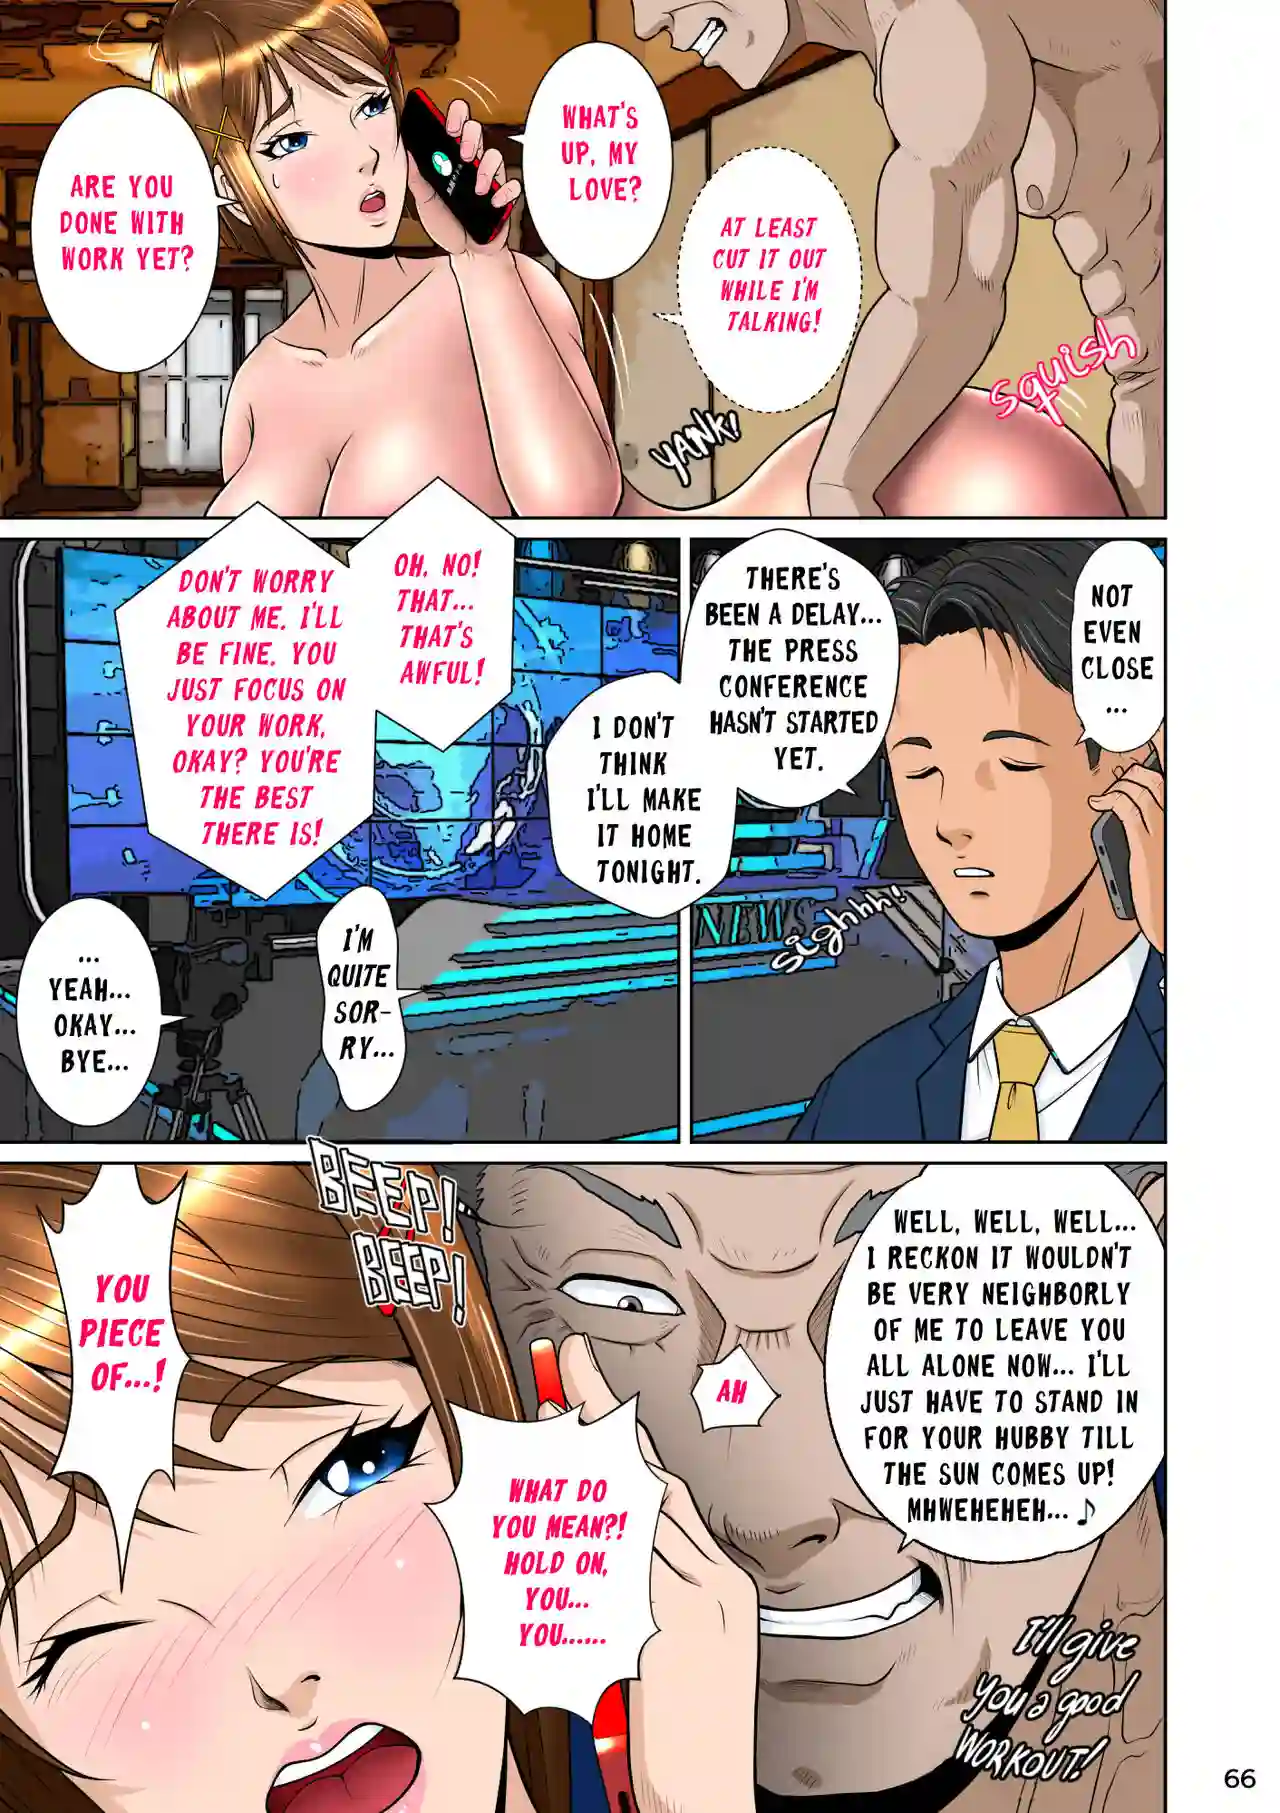 WHAT'S
UP, MY
LOVE?
AT LEAST
CUT IT OUT
WHILE I'M
TALKING!
ARE YOU
DONE WITH
WORK YET?
YANK!
Squish
NOT
EVEN
CLOSE
...
THERE'S
BEEN A DELAY...
THE PRESS
CONFERENCE
HASN'T STARTED
YET.
I DON'T
THINK
I'LL MAKE
IT HOME
TONIGHT.
Sighhh!
NEWS
OH, NO!
THAT...
THAT'S
AWFUL!
DON'T WORRY
ABOUT ME. I'LL
BE FINE. YOU
JUST FOCUS ON
YOUR WORK,
OKAY? YOU'RE
THE BEST
THERE IS!
I'M
QUITE
SOR-
RY...
...
YEAH...
OKAY...
BYE...
BEEP!
BEEP!
WELL, WELL, WELL...
I RECKON IT WOULDN'T
BE VERY NEIGHBORLY
OF ME TO LEAVE YOU
ALL ALONE NOW... I'LL
JUST HAVE TO STAND IN
FOR YOUR HUBBY TILL
THE SUN COMES UP!
MHWEHEHEH...♪
AH
YOU
PIECE
OF...!
WHAT DO
YOU MEAN?!
HOLD ON,
YOU...
YOU......
I'll give
you a good
WORKOUT!
66